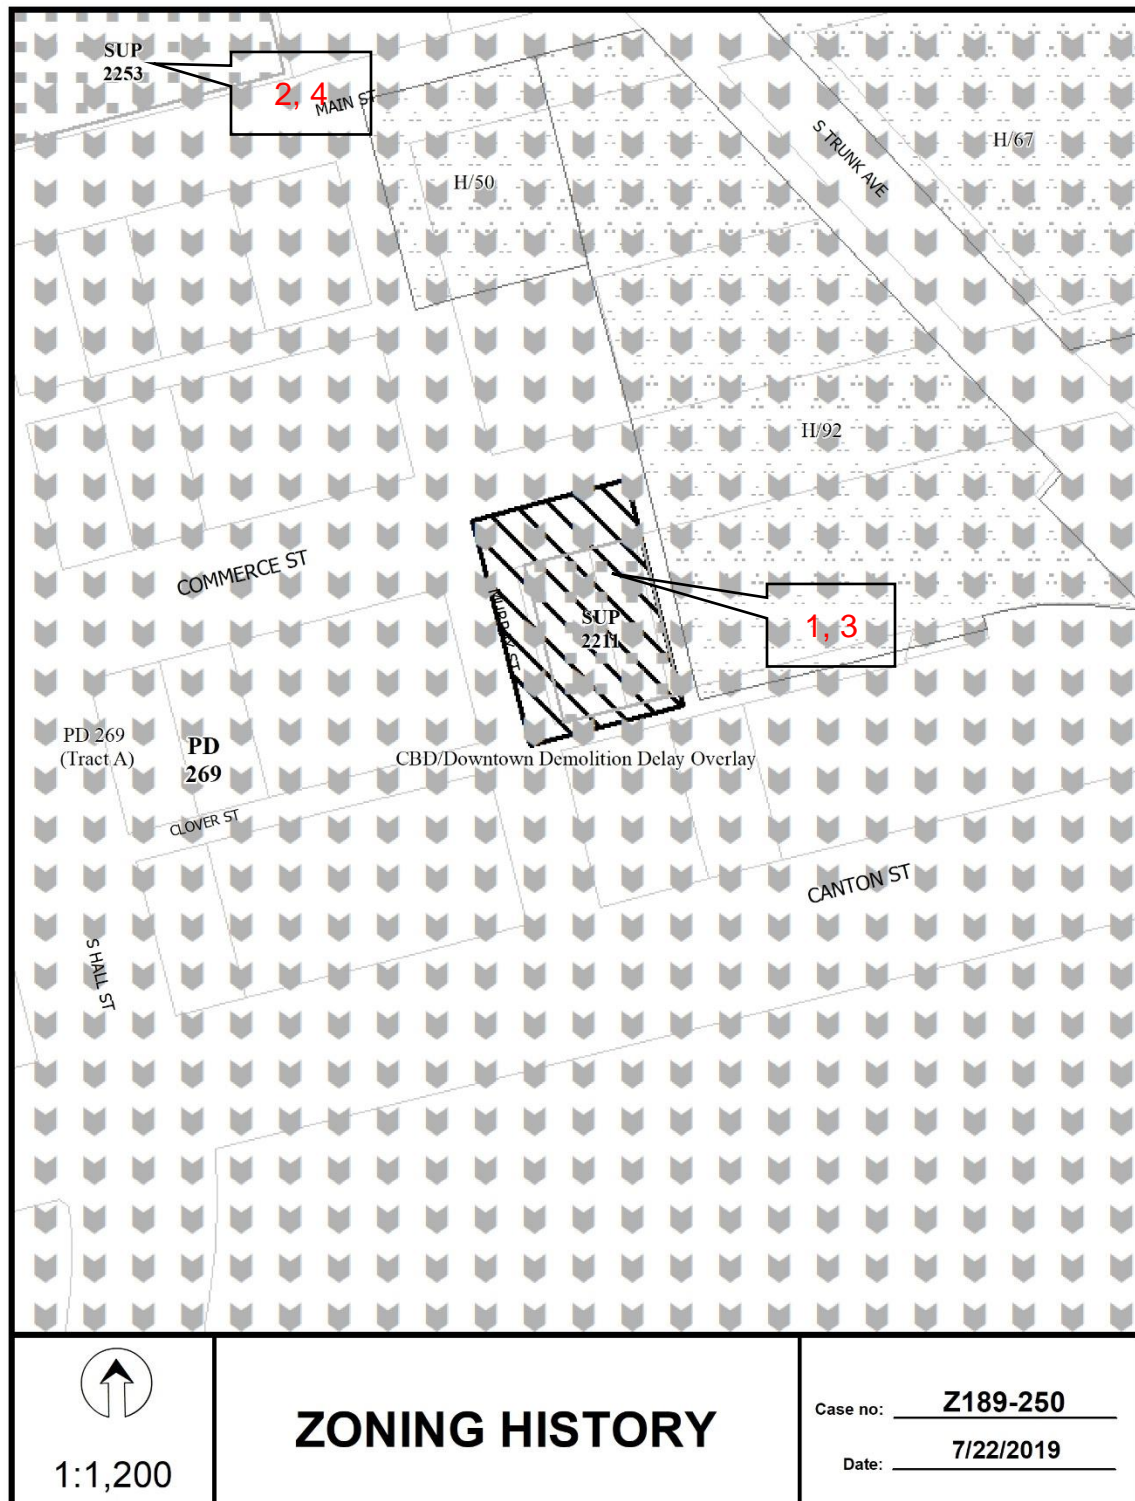 SUP
2253
2, 4
MAIN ST
H/50
S TRUNK AVE
H/67
H/92
COMMERCE ST
MURRAY ST
SUP
2211
1, 3
PD 269
(Tract A)
PD
269
CBD/Downtown Demolition Delay Overlay
CLOVER ST
CANTON ST
S HALL ST
1:1,200
ZONING HISTORY
Case no: Z189-250
Date: 7/22/2019